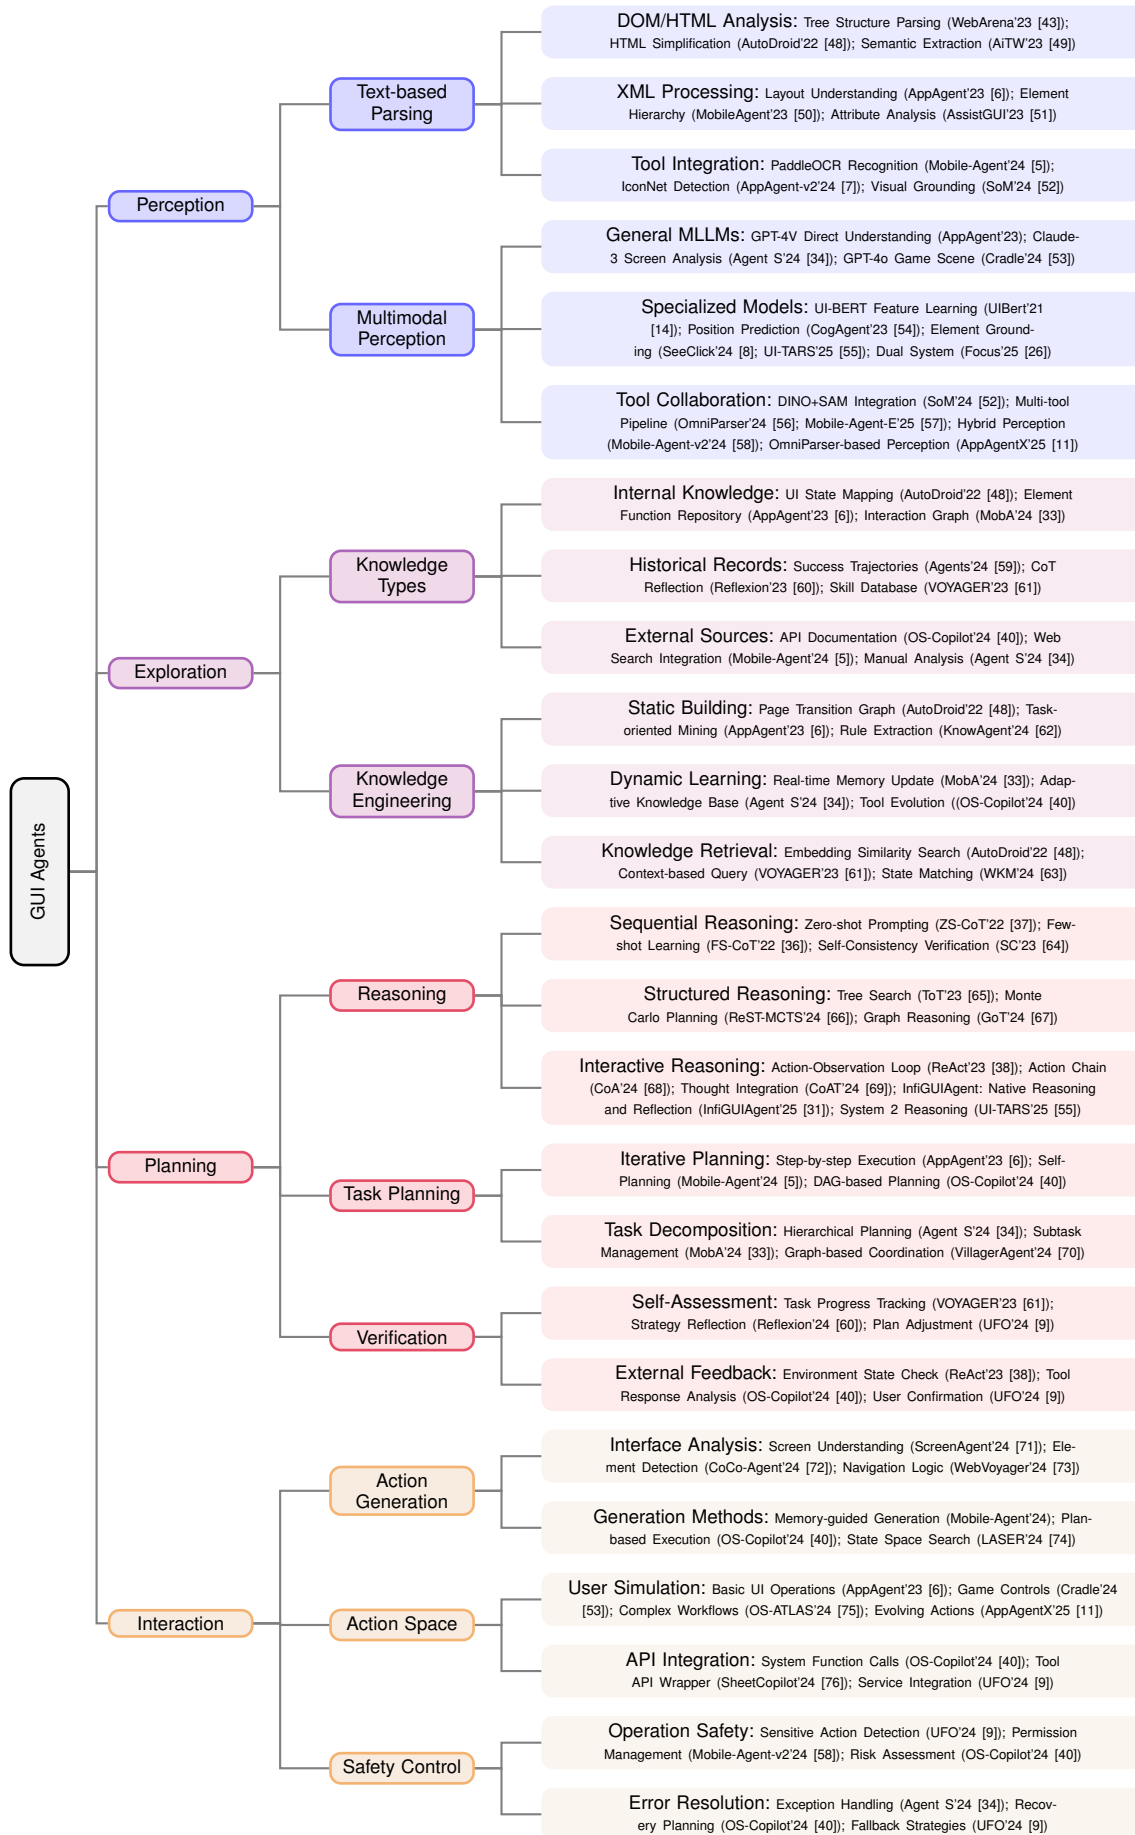 DOM/HTML Analysis: Tree Structure Parsing (WebArena'23 [43]);
HTML Simplification (AutoDroid'22 [48]); Semantic Extraction (AiTW'23 [49])
Text-based
Parsing
XML Processing: Layout Understanding (AppAgent'23 [6]); Element
Hierarchy (MobileAgent'23 [50]); Attribute Analysis (AssistGUI'23 [51])
Tool Integration: PaddleOCR Recognition (Mobile-Agent'24 [5]);
IconNet Detection (AppAgent-v2'24 [7]); Visual Grounding (SoM'24 [52])
Perception
General MLLMs: GPT-4V Direct Understanding (AppAgent'23); Claude-
3 Screen Analysis (Agent S'24 [34]); GPT-4o Game Scene (Cradle'24 [53])
Multimodal
Perception
Specialized Models: UI-BERT Feature Learning (UIBert'21
[14]); Position Prediction (CogAgent'23 [54]); Element Ground-
ing (SeeClick'24 [8]; UI-TARS'25 [55]); Dual System (Focus'25 [26])
Tool Collaboration: DINO+SAM Integration (SoM'24 [52]); Multi-tool
Pipeline (OmniParser'24 [56]; Mobile-Agent-E'25 [57]); Hybrid Perception
(Mobile-Agent-v2'24 [58]); OmniParser-based Perception (AppAgentX'25 [11])
Internal Knowledge: UI State Mapping (AutoDroid'22 [48]); Element
Function Repository (AppAgent'23 [6]); Interaction Graph (MobA'24 [33])
Knowledge
Types
Historical Records: Success Trajectories (Agents'24 [59]); CoT
Reflection (Reflexion'23 [60]); Skill Database (VOYAGER'23 [61])
External Sources: API Documentation (OS-Copilot'24 [40]); Web
Search Integration (Mobile-Agent'24 [5]); Manual Analysis (Agent S'24 [34])
Exploration
Static Building: Page Transition Graph (AutoDroid'22 [48]); Task-
oriented Mining (AppAgent'23 [6]); Rule Extraction (KnowAgent'24 [62])
Knowledge
Engineering
Dynamic Learning: Real-time Memory Update (MobA'24 [33]); Adap-
tive Knowledge Base (Agent S'24 [34]); Tool Evolution ((OS-Copilot'24 [40])
Knowledge Retrieval: Embedding Similarity Search (AutoDroid'22 [48]);
Context-based Query (VOYAGER'23 [61]); State Matching (WKM'24 [63])
GUI Agents
Sequential Reasoning: Zero-shot Prompting (ZS-CoT'22 [37]); Few-
shot Learning (FS-CoT'22 [36]); Self-Consistency Verification (SC'23 [64])
Reasoning
Structured Reasoning: Tree Search (ToT'23 [65]); Monte
Carlo Planning (ReST-MCTS'24 [66]); Graph Reasoning (GoT'24 [67])
Interactive Reasoning: Action-Observation Loop (ReAct'23 [38]); Action Chain
(CoA'24 [68]); Thought Integration (CoAT'24 [69]); InfiGUIAgent: Native Reasoning
and Reflection (InfiGUIAgent'25 [31]); System 2 Reasoning (UI-TARS'25 [55])
Planning
Iterative Planning: Step-by-step Execution (AppAgent'23 [6]); Self-
Planning (Mobile-Agent'24 [5]); DAG-based Planning (OS-Copilot'24 [40])
Task Planning
Task Decomposition: Hierarchical Planning (Agent S'24 [34]); Subtask
Management (MobA'24 [33]); Graph-based Coordination (VillagerAgent'24 [70])
Self-Assessment: Task Progress Tracking (VOYAGER'23 [61]);
Strategy Reflection (Reflexion'24 [60]); Plan Adjustment (UFO'24 [9])
Verification
External Feedback: Environment State Check (ReAct'23 [38]); Tool
Response Analysis (OS-Copilot'24 [40]); User Confirmation (UFO'24 [9])
Interface Analysis: Screen Understanding (ScreenAgent'24 [71]); Ele-
ment Detection (CoCo-Agent'24 [72]); Navigation Logic (WebVoyager'24 [73])
Action
Generation
Generation Methods: Memory-guided Generation (Mobile-Agent'24); Plan-
based Execution (OS-Copilot'24 [40]); State Space Search (LASER'24 [74])
Interaction
User Simulation: Basic UI Operations (AppAgent'23 [6]); Game Controls (Cradle'24
[53]); Complex Workflows (OS-ATLAS'24 [75]); Evolving Actions (AppAgentX'25 [11])
Action Space
API Integration: System Function Calls (OS-Copilot'24 [40]); Tool
API Wrapper (SheetCopilot'24 [76]); Service Integration (UFO'24 [9])
Operation Safety: Sensitive Action Detection (UFO'24 [9]); Permission
Management (Mobile-Agent-v2'24 [58]); Risk Assessment (OS-Copilot'24 [40])
Safety Control
Error Resolution: Exception Handling (Agent S'24 [34]); Recov-
ery Planning (OS-Copilot'24 [40]); Fallback Strategies (UFO'24 [9])